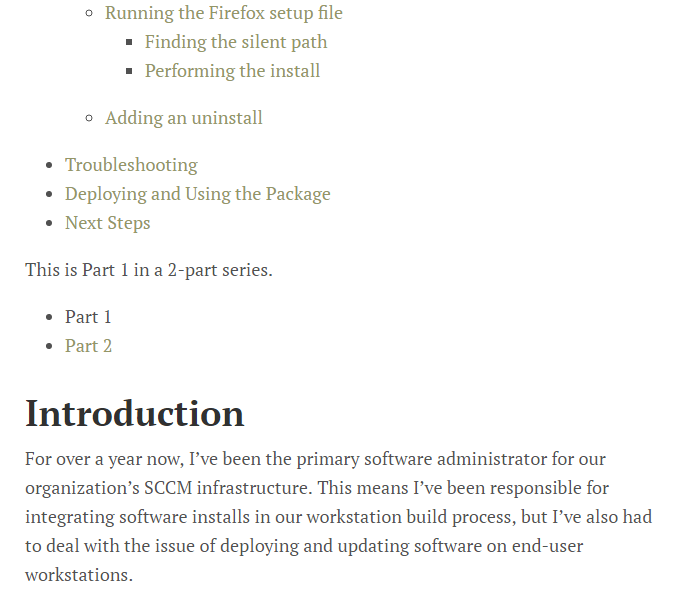 Running the Firefox setup file
Finding the silent path
Performing the install
Adding an uninstall
Troubleshooting
Deploying and Using the Package
Next Steps
This is Part 1 in a 2-part series.
Part 1
Part 2
Introduction
For over a year now, I’ve been the primary software administrator for our
organization’s SCCM infrastructure. This means I’ve been responsible for
integrating software installs in our workstation build process, but I’ve also had
to deal with the issue of deploying and updating software on end-user
workstations.